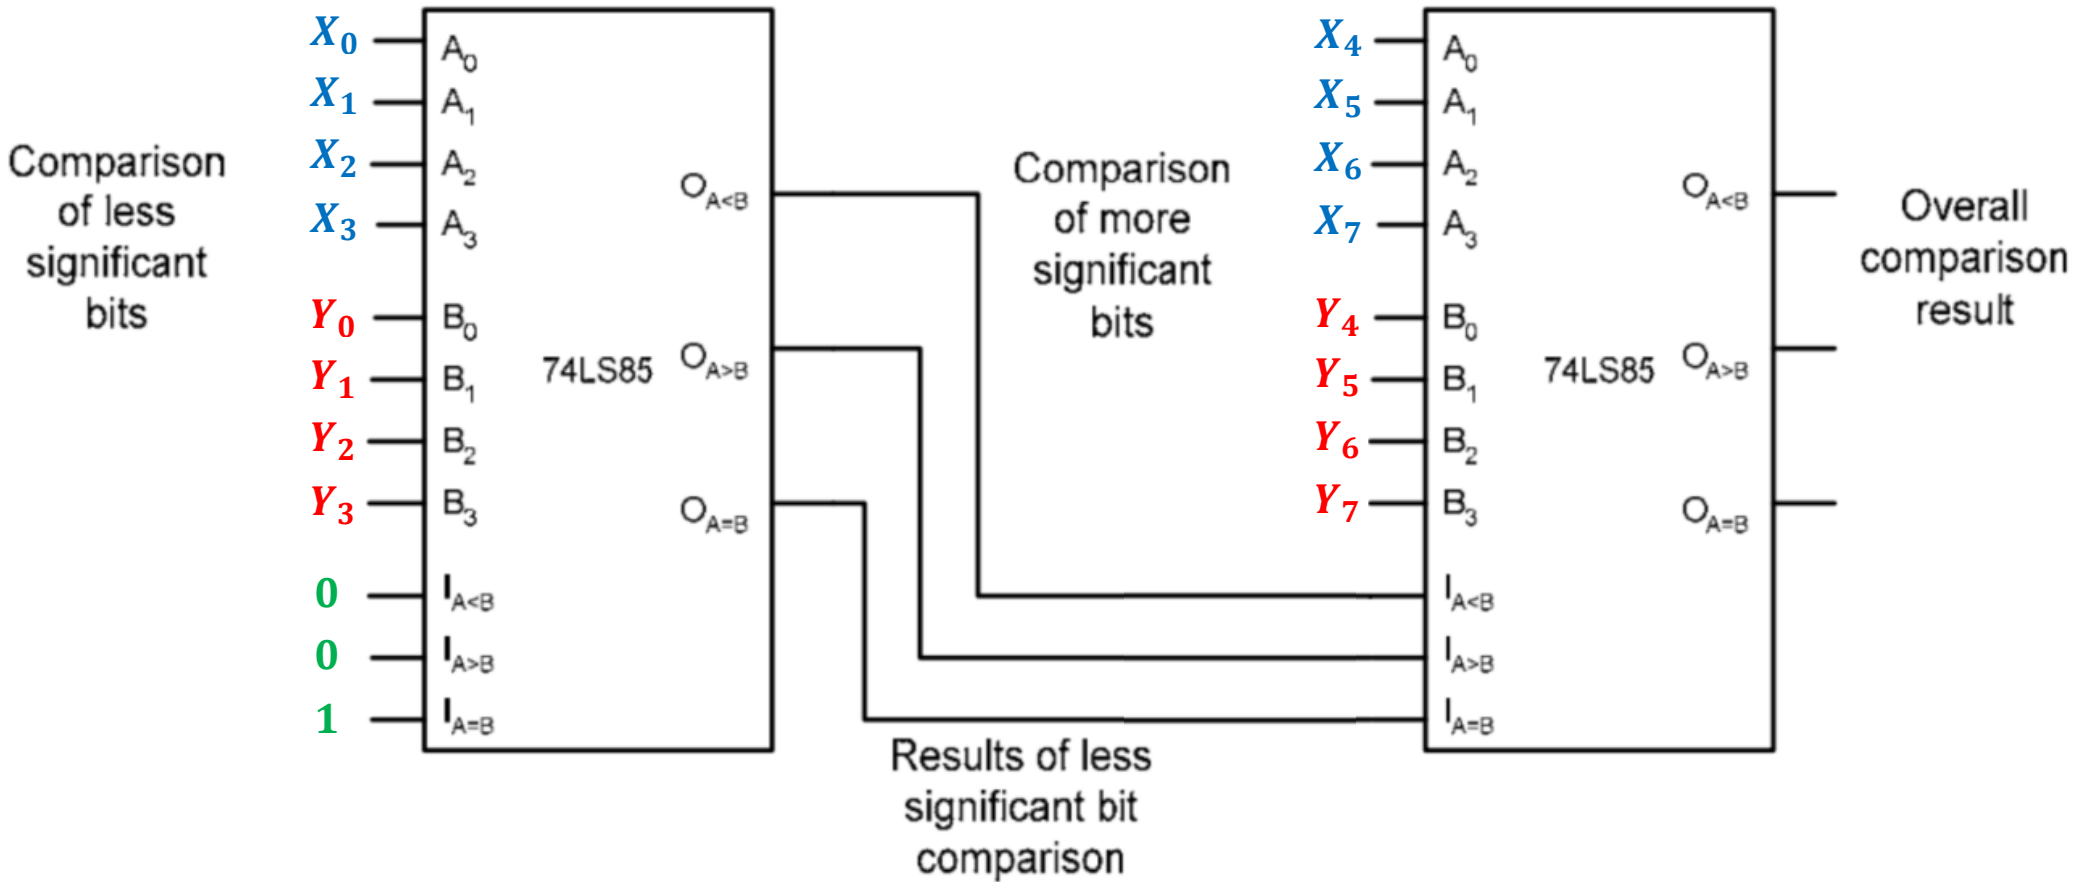 Comparison
of less
significant
bits
X0
X1
X2
X3
Y0
Y1
Y2
Y3
0
0
1
A0
A1
A2
A3
B0
B1
B2
B3
IA<B
IA>B
IA=B
74LS85
OA<B
OA>B
OA=B
Results of less
significant bit
comparison
Comparison
of more
significant
bits
X4
X5
X6
X7
Y4
Y5
Y6
Y7
A0
A1
A2
A3
B0
B1
B2
B3
IA<B
IA>B
IA=B
74LS85
OA<B
OA>B
OA=B
Overall
comparison
result